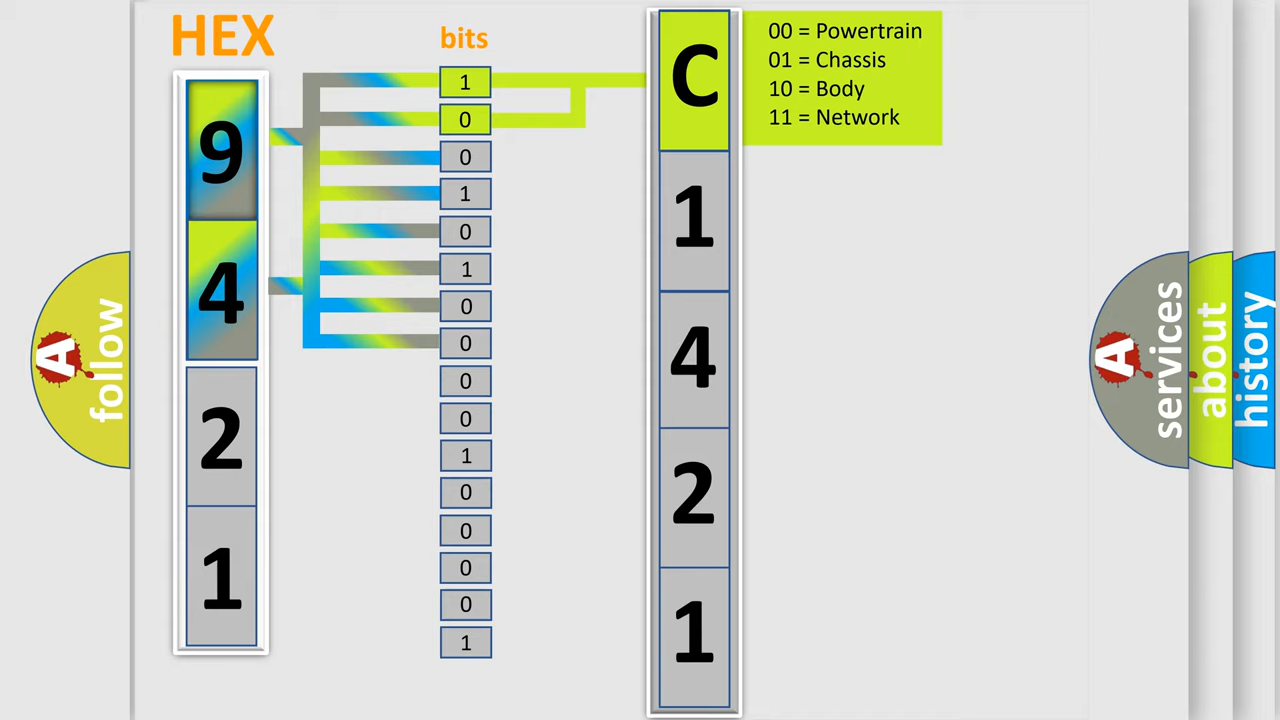 HEX
bits
9
4
2
1
1
0
0
1
0
1
0
0
0
0
1
0
0
0
0
1
C
1
4
2
1
00 = Powertrain
01 = Chassis
10 = Body
11 = Network
A
follow
A
services
about
history